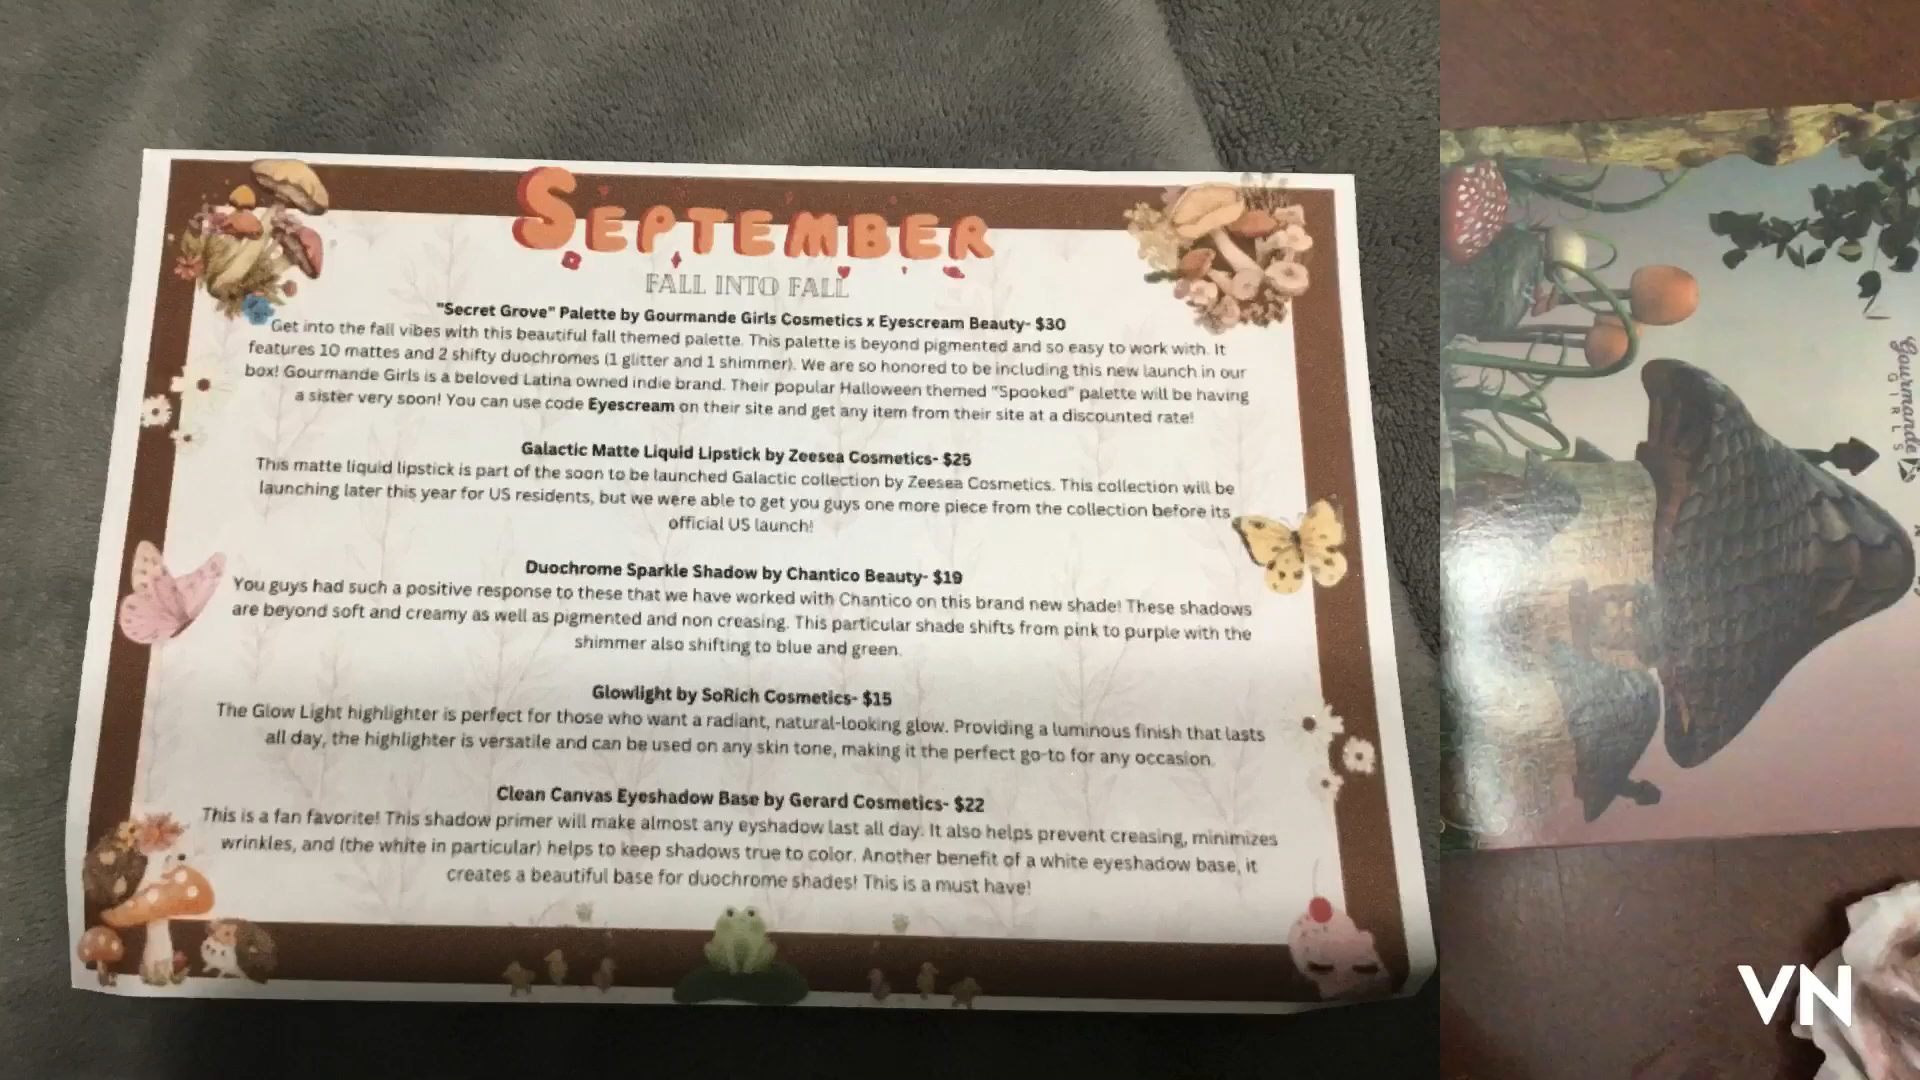 SEPTEMBER
FALL INTO FALL
"Secret Grove" Palette by Gourmande Girls Cosmetics x Eyescream Beauty- $30
Get into the fall vibes with this beautiful fall themed palette. This palette is beyond pigmented and so easy to work with. It
features 10 mattes and 2 shifty duochromes (1 glitter and 1 shimmer). We are so honored to be including this new launch in our
box! Gourmande Girls is a beloved Latina owned indie brand. Their popular Halloween themed "Spooked" palette will be having
a sister very soon! You can use code Eyescream on their site and get any item from their site at a discounted rate!
Galactic Matte Liquid Lipstick by Zeesea Cosmetics- $25
This matte liquid lipstick is part of the soon to be launched Galactic collection by Zeesea Cosmetics. This collection will be
launching later this year for US residents, but we were able to get you guys one more piece from the collection before its
official US launch!
Duochrome Sparkle Shadow by Chantico Beauty- $19
You guys had such a positive response to these that we have worked with Chantico on this brand new shade! These shadows
are beyond soft and creamy as well as pigmented and non creasing. This particular shade shifts from pink to purple with the
shimmer also shifting to blue and green.
Glowlight by SoRich Cosmetics- $15
The Glow Light highlighter is perfect for those who want a radiant, natural-looking glow. Providing a luminous finish that lasts
all day, the highlighter is versatile and can be used on any skin tone, making it the perfect go-to for any occasion.
Clean Canvas Eyeshadow Base by Gerard Cosmetics- $22
This is a fan favorite! This shadow primer will make almost any eyshadow last all day. It also helps prevent creasing, minimizes
wrinkles, and (the white in particular) helps to keep shadows true to color. Another benefit of a white eyeshadow base, it
creates a beautiful base for duochrome shades! This is a must have!
Gourmande
GIRLS
VN